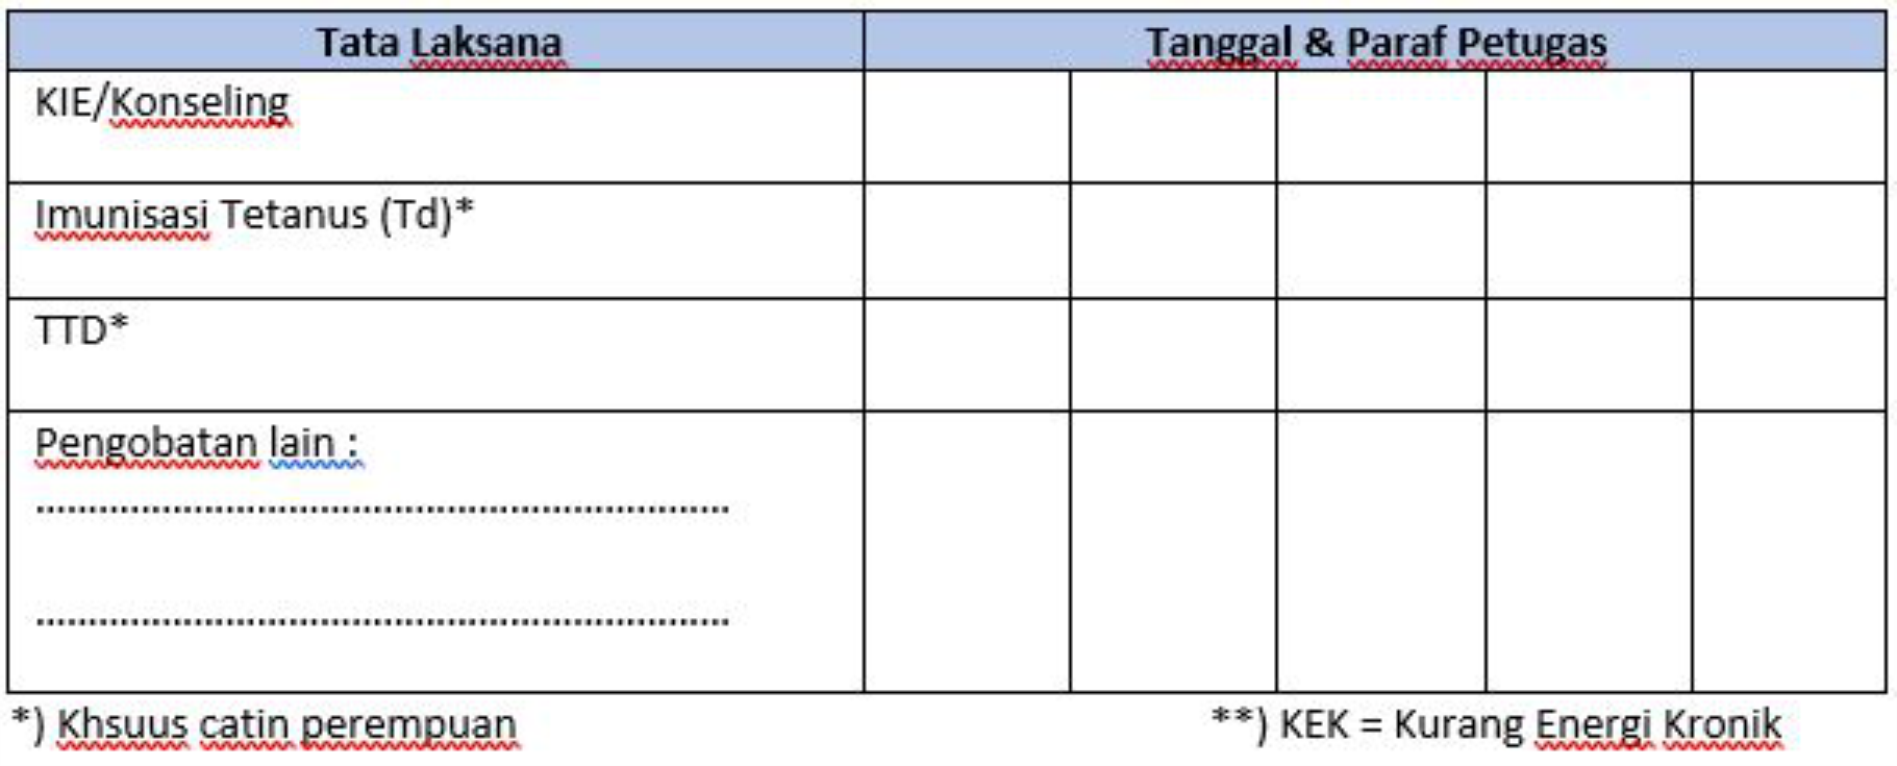 Tata Laksana Tanggal & Paraf Petugas
KIE/Konseling
Imunisasi Tetanus (Td)*
TTD*
Pengobatan lain :
................................................................
................................................................
*) Khsuus catin perempuan **) KEK = Kurang Energi Kronik